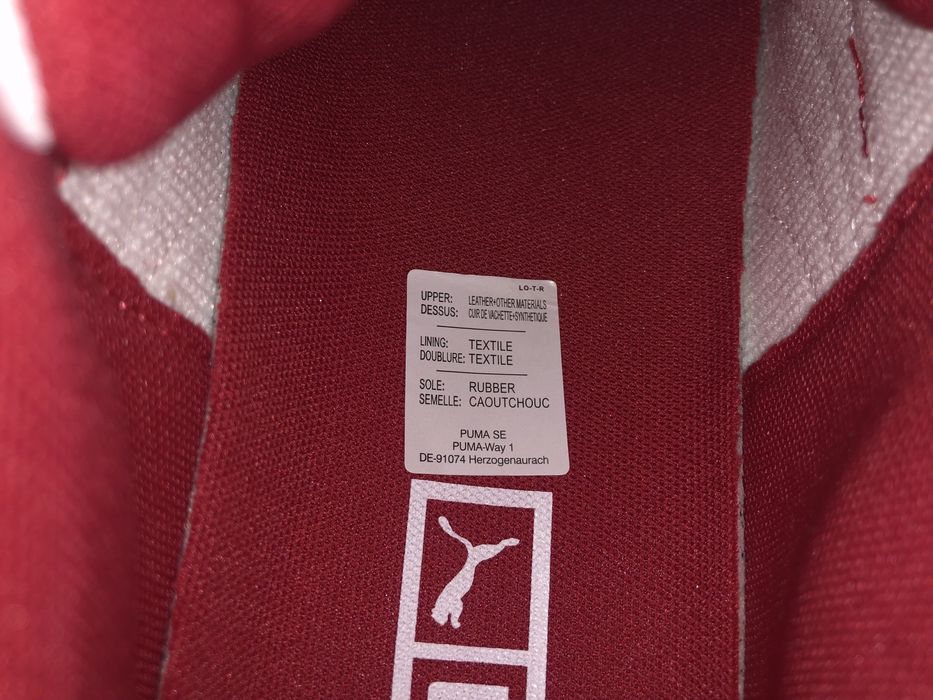 LO-T-R
UPPER: LEATHER+OTHER MATERIALS
DESSUS: CUIR DE VACHETTE+SYNTHETIQUE
LINING: TEXTILE
DOUBLURE: TEXTILE
SOLE: RUBBER
SEMELLE: CAOUTCHOUC
PUMA SE
PUMA-Way 1
DE-91074 Herzogenaurach